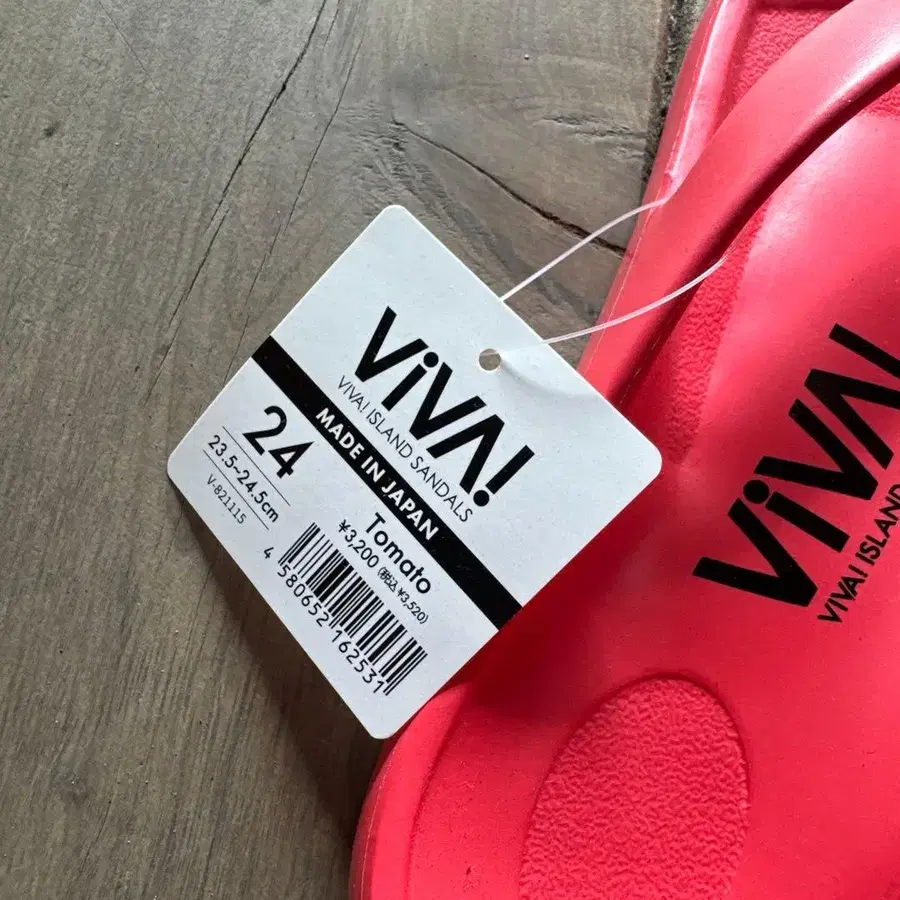 ViVA!
VIVA! ISLAND SANDALS
MADE IN JAPAN
24
23.5~24.5cm
V-821115
Tomato
¥3,200 (税込 ¥3,520)
4 580652 162531
ViVA!
VIVA! ISLAND